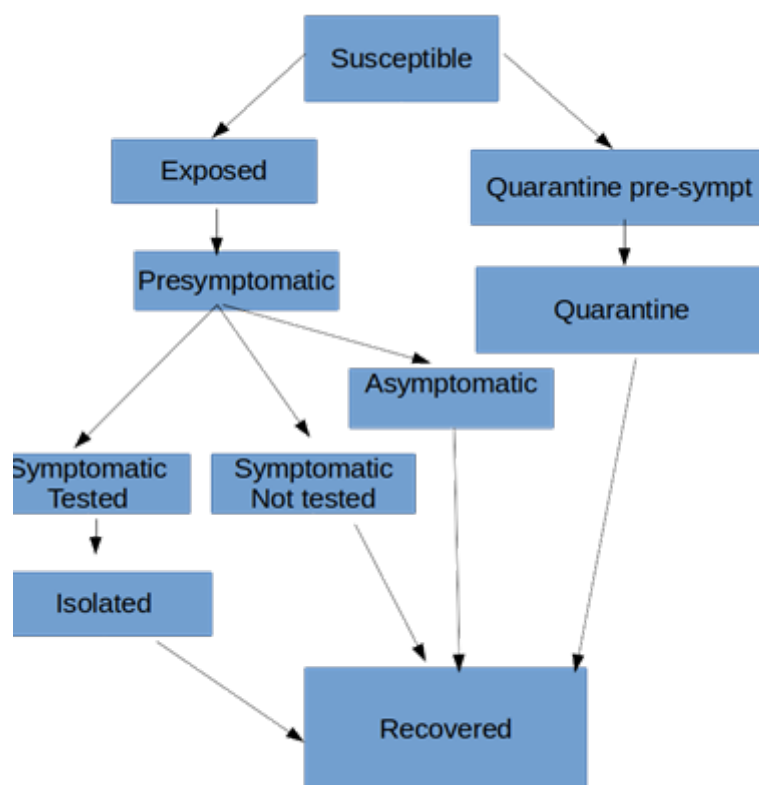 Susceptible
Exposed
Quarantine pre-sympt
Presymptomatic
Quarantine
Asymptomatic
Symptomatic
Tested
Symptomatic
Not tested
Isolated
Recovered